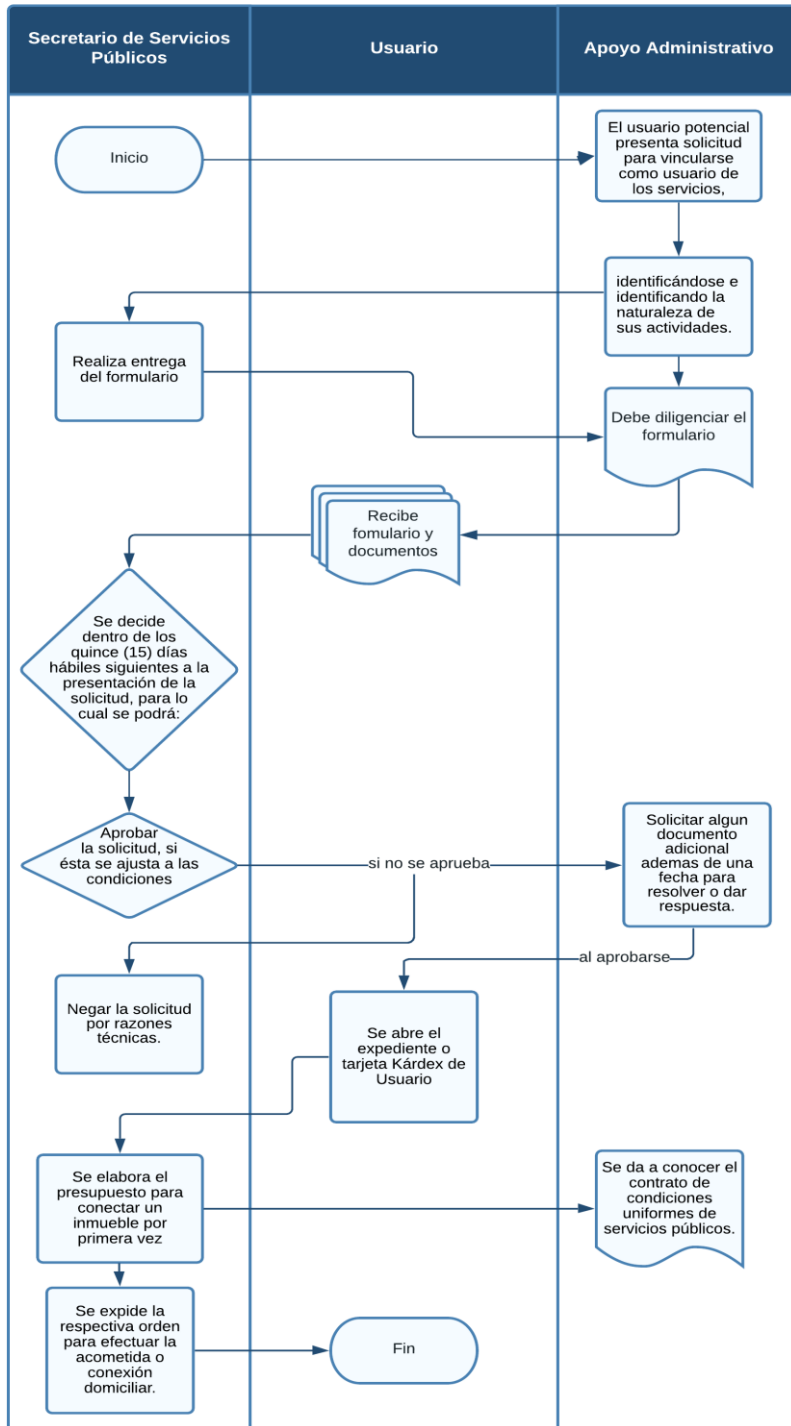 Secretario de Servicios
Públicos
Usuario
Apoyo Administrativo
Inicio
El usuario potencial
presenta solicitud
para vincularse
como usuario de
los servicios,
identificándose e
identificando la
naturaleza de
sus actividades.
Realiza entrega
del formulario
Debe diligenciar el
formulario
Recibe
fomulario y
documentos
Se decide
dentro de los
quince (15) días
hábiles siguientes a la
presentación de la
solicitud, para lo
cual se podrá:
Aprobar
la solicitud, si
ésta se ajusta a las
condiciones
si no se aprueba
Solicitar algun
documento
adicional
ademas de una
fecha para
resolver o dar
respuesta.
al aprobarse
Negar la solicitud
por razones
técnicas.
Se abre el
expediente o
tarjeta Kárdex de
Usuario
Se elabora el
presupuesto para
conectar un
inmueble por
primera vez
Se da a conocer el
contrato de
condiciones
uniformes de
servicios públicos.
Se expide la
respectiva orden
para efectuar la
acometida o
conexión
domiciliar.
Fin